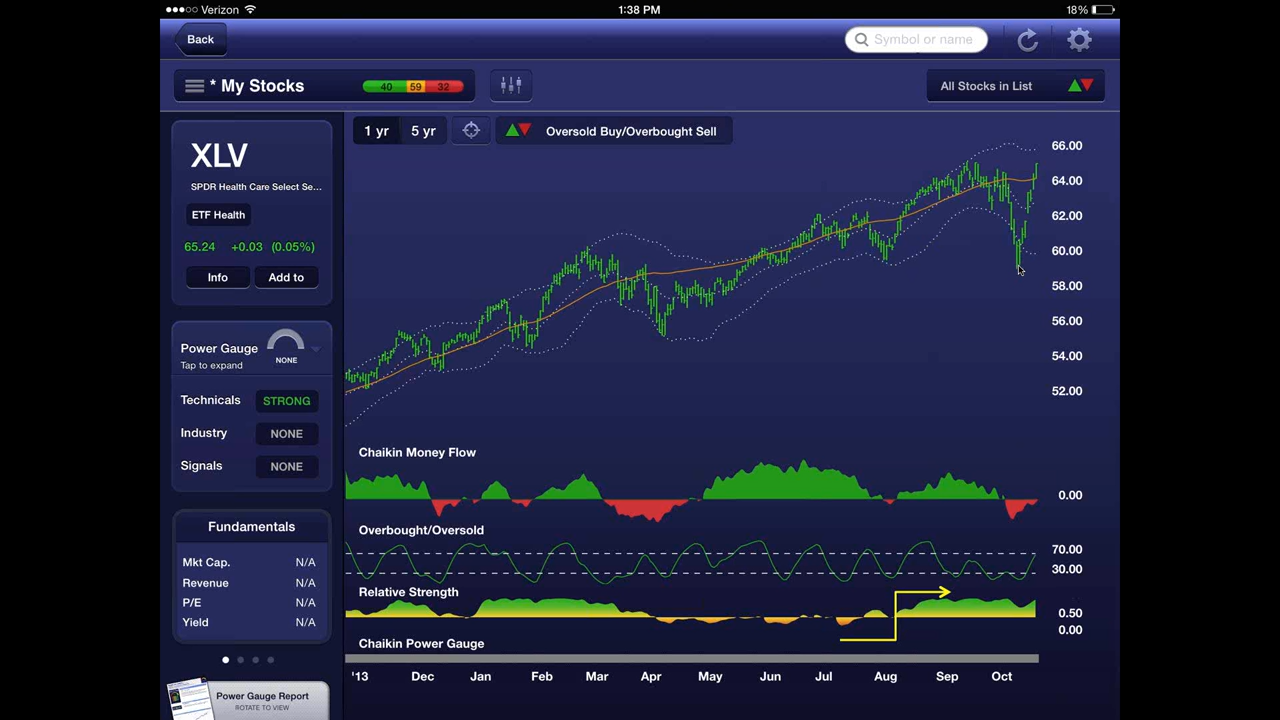 Verizon
1:38 PM
18%
Back
Symbol or name
* My Stocks
40 59 32
All Stocks in List
1 yr
5 yr
Oversold Buy/Overbought Sell
XLV
SPDR Health Care Select Se...
ETF Health
65.24 +0.03 (0.05%)
Info
Add to
Power Gauge
Tap to expand
NONE
Technicals STRONG
Industry NONE
Signals NONE
Fundamentals
Mkt Cap. N/A
Revenue N/A
P/E N/A
Yield N/A
Power Gauge Report
ROTATE TO VIEW
66.00
64.00
62.00
60.00
58.00
56.00
54.00
52.00
Chaikin Money Flow
0.00
Overbought/Oversold
70.00
30.00
Relative Strength
0.50
0.00
Chaikin Power Gauge
'13 Dec Jan Feb Mar Apr May Jun Jul Aug Sep Oct